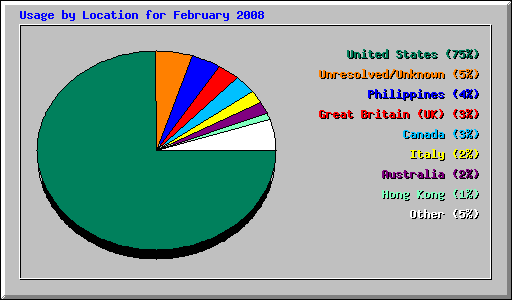 Usage by Location for February 2008
United States (75%)
Unresolved/Unknown (5%)
Philippines (4%)
Great Britain (UK) (3%)
Canada (3%)
Italy (2%)
Australia (2%)
Hong Kong (1%)
Other (5%)